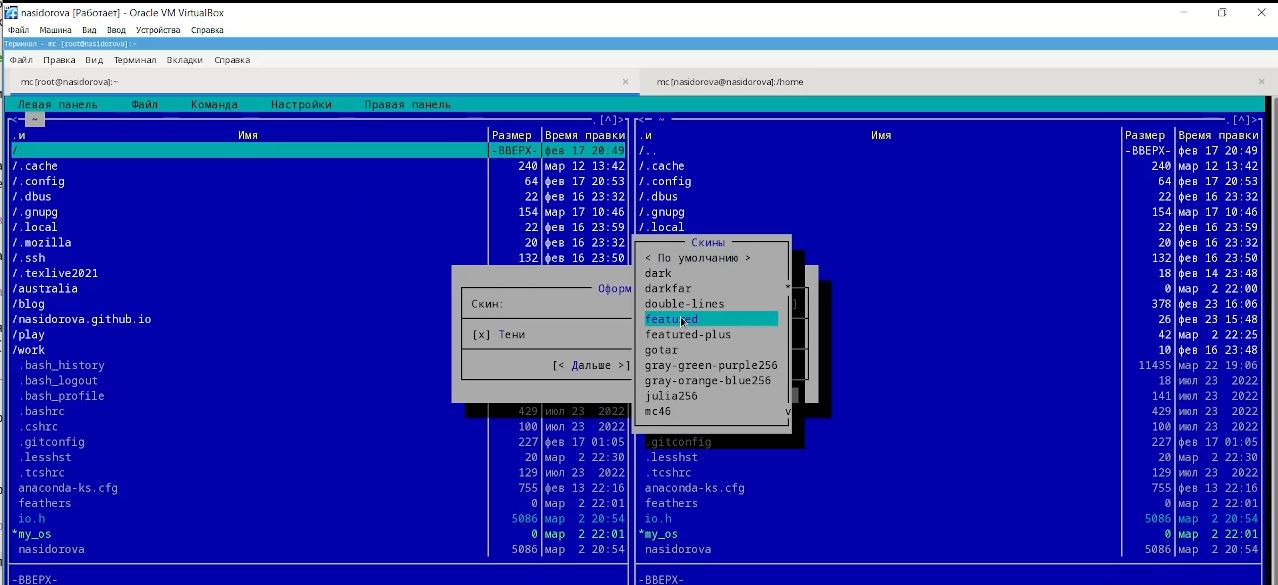 nasidorova [Работает] - Oracle VM VirtualBox
Файл Машина Вид Ввод Устройства Справка
Терминал - mc [root@nasidorova]:~
Файл Правка Вид Терминал Вкладки Справка
mc [root@nasidorova]:~ × mc [nasidorova@nasidorova]:/home ×
Левая панель Файл Команда Настройки Правая панель
<- ~ .[^]> <- ~ .[^]>
.и Имя Размер Время правки .и Имя Размер Время правки
/.. -ВВЕРХ- фев 17 20:49 /.. -ВВЕРХ- фев 17 20:49
/.cache 240 мар 12 13:42 /.cache 240 мар 12 13:42
/.config 64 фев 17 20:53 /.config 64 фев 17 20:53
/.dbus 22 фев 16 23:32 /.dbus 22 фев 16 23:32
/.gnupg 154 мар 17 10:46 /.gnupg 154 мар 17 10:46
/.local 22 фев 16 23:59 /.local 22 фев 16 23:59
/.mozilla 20 фев 16 23:32 Скины 20 фев 16 23:32
/.ssh 132 фев 16 23:50 < По умолчанию > 132 фев 16 23:50
/.texlive2021 dark 18 фев 14 23:48
/australia Оформ darkfar * 0 мар 2 22:00
/blog Скин: double-lines ] 378 фев 23 16:06
/nasidorova.github.io featured 26 фев 23 15:48
/play [x] Тени featured-plus 42 мар 2 22:25
/work gotar 10 фев 16 23:48
.bash_history [< Дальше >] gray-green-purple256 11435 мар 22 19:06
.bash_logout gray-orange-blue256 18 июл 23 2022
.bash_profile julia256 141 июл 23 2022
.bashrc 429 июл 23 2022 mc46 v 429 июл 23 2022
.cshrc 100 июл 23 2022 100 июл 23 2022
.gitconfig 227 фев 17 01:05 .gitconfig 227 фев 17 01:05
.lesshst 20 мар 2 22:30 .lesshst 20 мар 2 22:30
.tcshrc 129 июл 23 2022 .tcshrc 129 июл 23 2022
anaconda-ks.cfg 755 фев 13 22:16 anaconda-ks.cfg 755 фев 13 22:16
feathers 0 мар 2 22:01 feathers 0 мар 2 22:01
io.h 5086 мар 2 20:54 io.h 5086 мар 2 20:54
*my_os 0 мар 2 22:01 *my_os 0 мар 2 22:01
nasidorova 5086 мар 2 20:54 nasidorova 5086 мар 2 20:54
-ВВЕРХ- -ВВЕРХ-